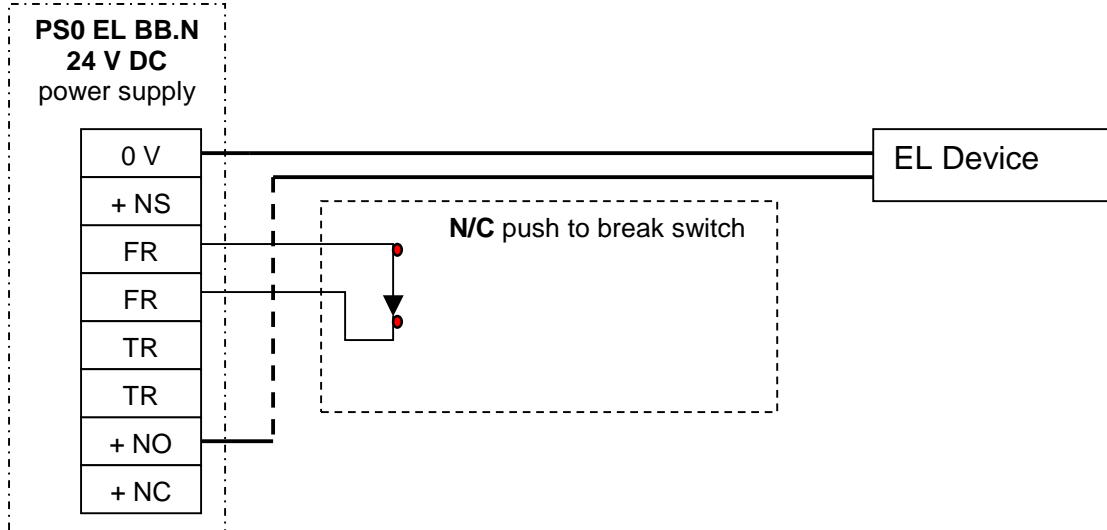 PS0 EL BB.N
24 V DC
power supply
0 V
+ NS
FR
FR
TR
TR
+ NO
+ NC
N/C push to break switch
EL Device